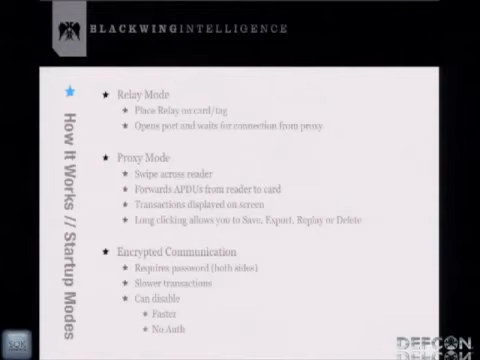 BLACKWINGINTELLIGENCE
How It Works // Startup Modes
Relay Mode
Place Relay on card/tag
Opens port and waits for connection from proxy
Proxy Mode
Swipe across reader
Forwards APDUs from reader to card
Transactions displayed on screen
Long clicking allows you to Save, Export, Replay or Delete
Encrypted Communication
Requires password (both sides)
Slower transactions
Can disable
Faster
No Auth
DEFCON